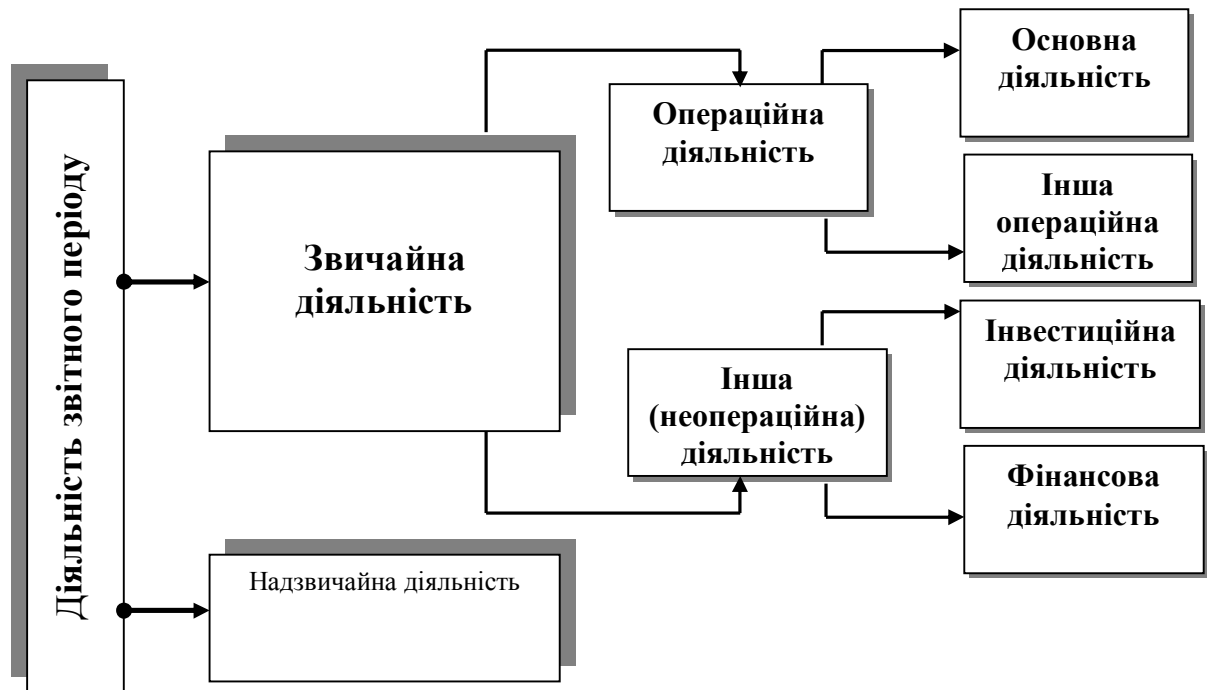 Діяльність звітного періоду
Звичайна
діяльність
Надзвичайна діяльність
Операційна
діяльність
Інша
(неопераційна)
діяльність
Основна
діяльність
Інша
операційна
діяльність
Інвестиційна
діяльність
Фінансова
діяльність